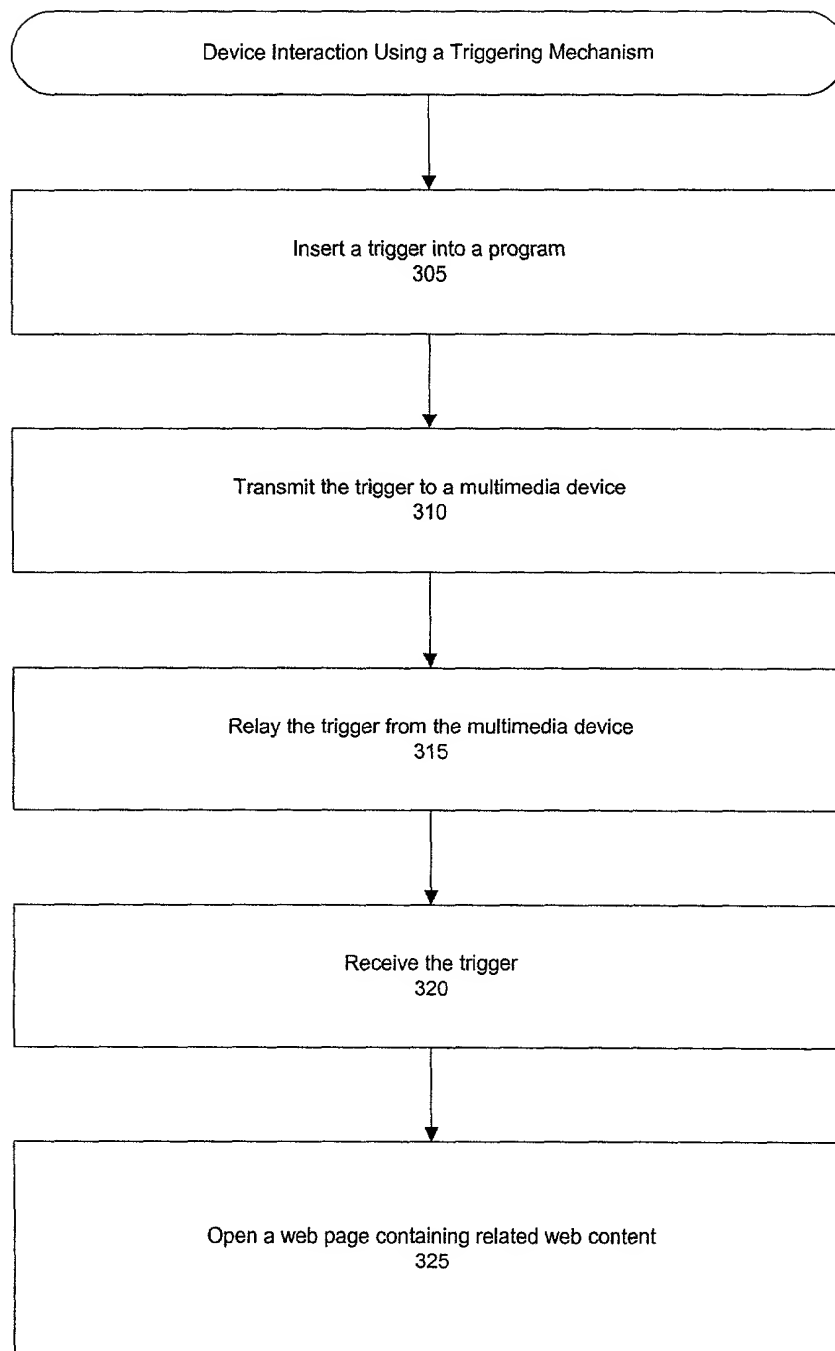 Device Interaction Using a Triggering Mechanism
Insert a trigger into a program
305
Transmit the trigger to a multimedia device
310
Relay the trigger from the multimedia device
315
Receive the trigger
320
Open a web page containing related web content
325